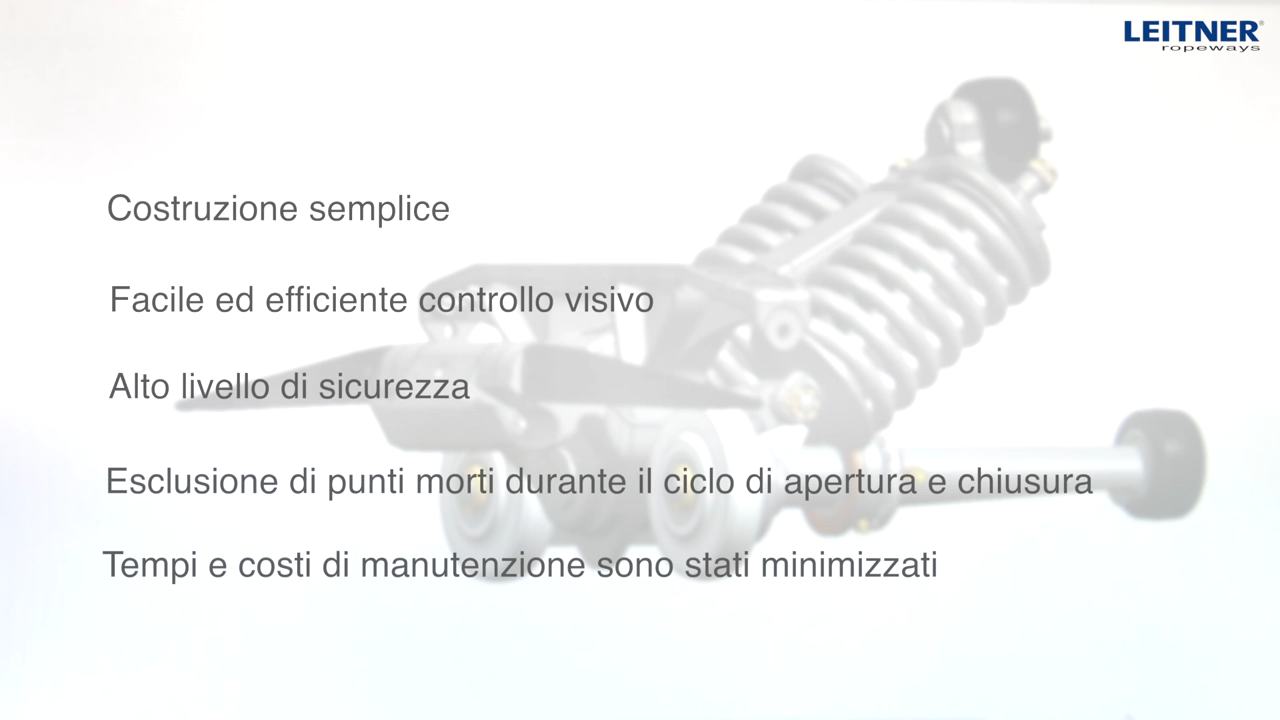 LEITNER®
ropeways
Costruzione semplice
Facile ed efficiente controllo visivo
Alto livello di sicurezza
Esclusione di punti morti durante il ciclo di apertura e chiusura
Tempi e costi di manutenzione sono stati minimizzati